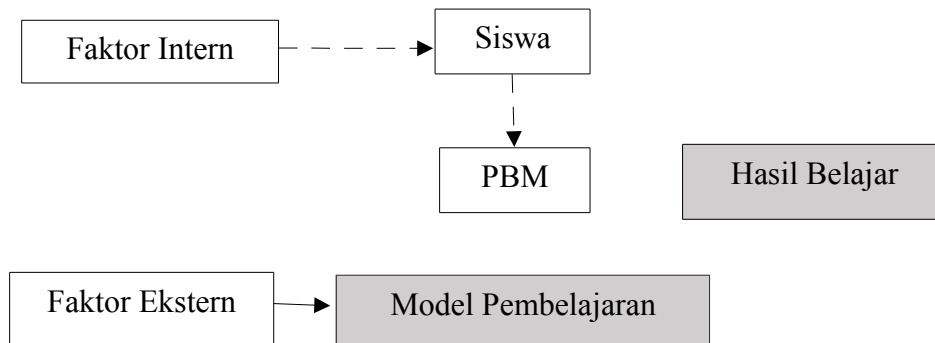 Faktor Intern
Siswa
PBM
Hasil Belajar
Faktor Ekstern
Model Pembelajaran